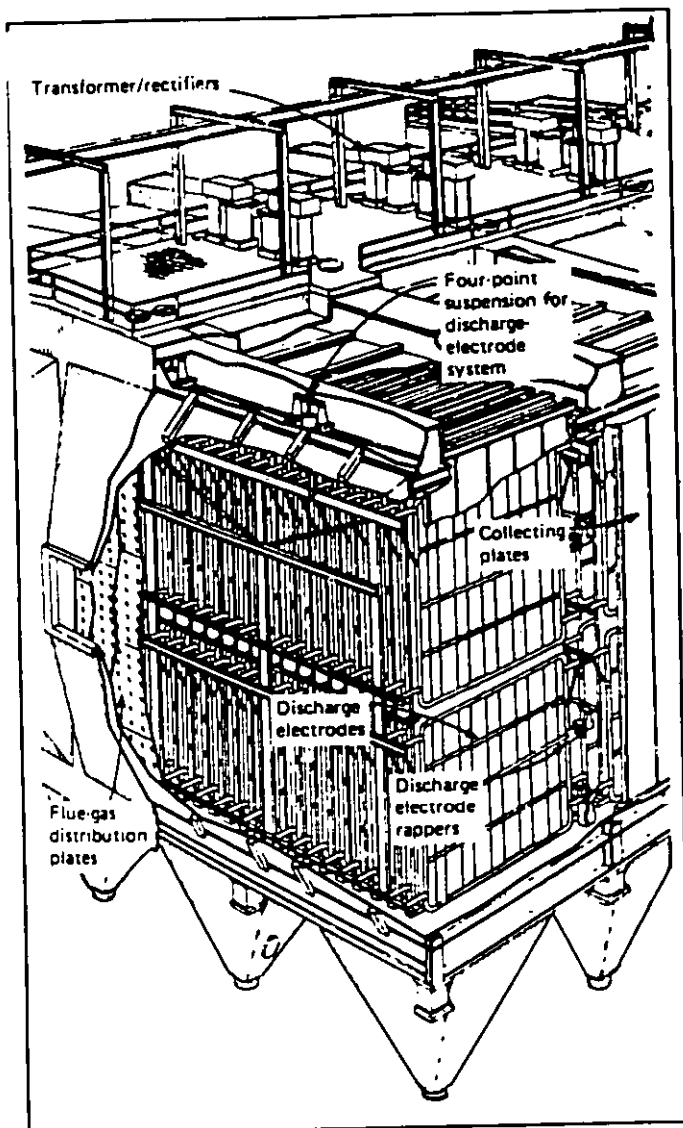 Transformer/rectifiers
Four-point
suspension for
discharge-
electrode
system
Collecting
plates
Discharge
electrodes
Discharge
electrode
rappers
Flue-gas
distribution
plates